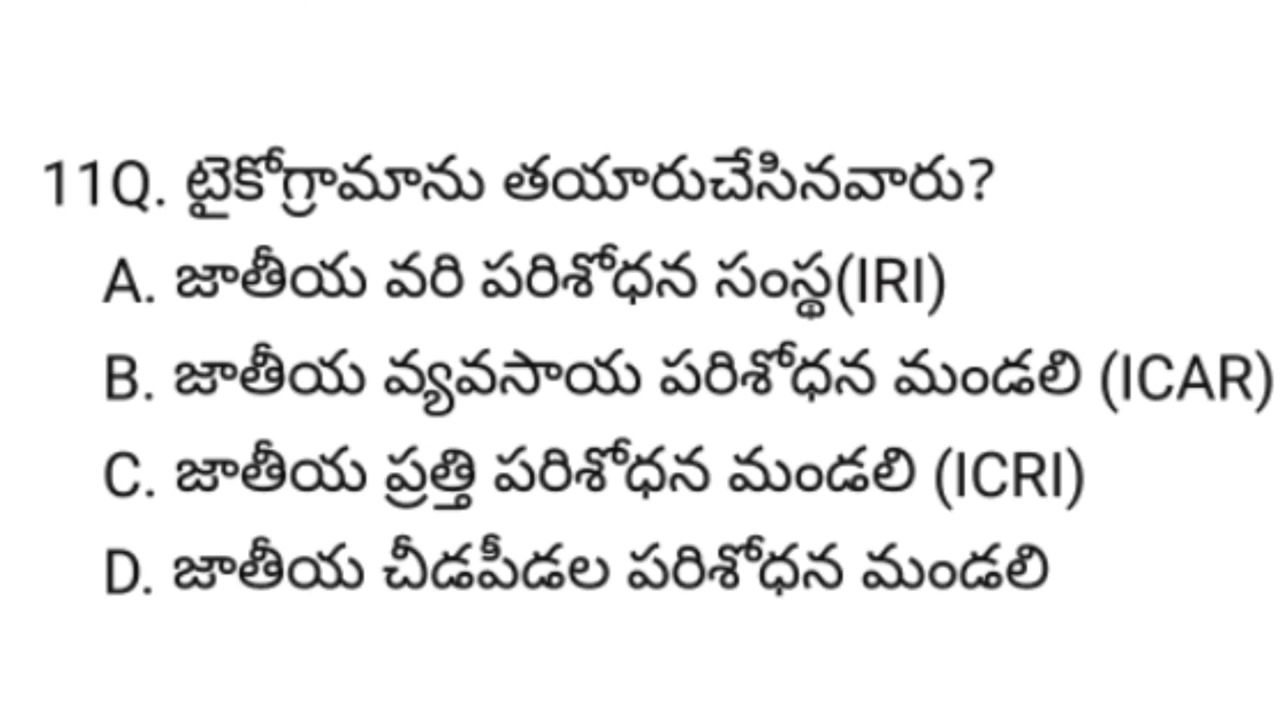 11Q. టైకోగ్రామాను తయారుచేసినవారు?
A. జాతీయ వరి పరిశోధన సంస్థ(IRI)
B. జాతీయ వ్యవసాయ పరిశోధన మండలి (ICAR)
C. జాతీయ ప్రత్తి పరిశోధన మండలి (ICRI)
D. జాతీయ చీడపీడల పరిశోధన మండలి